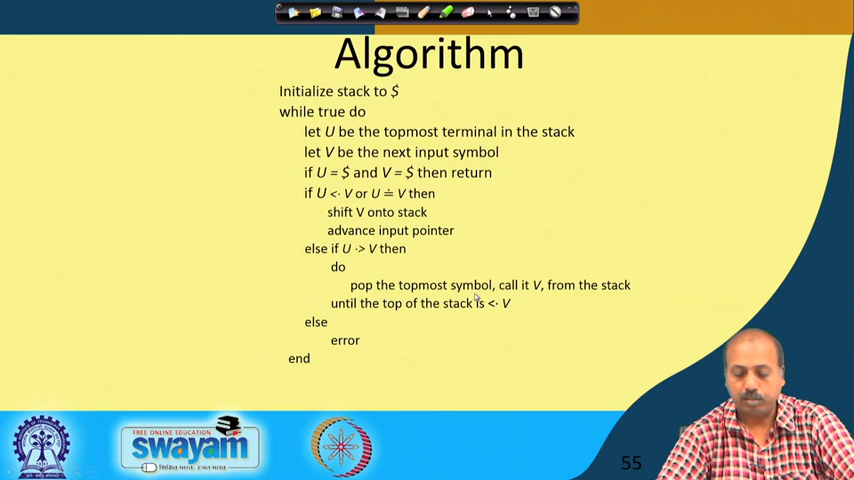 Algorithm
Initialize stack to $
while true do
let U be the topmost terminal in the stack
let V be the next input symbol
if U = $ and V = $ then return
if U <· V or U ≐ V then
shift V onto stack
advance input pointer
else if U ·> V then
do
pop the topmost symbol, call it V, from the stack
until the top of the stack is <· V
else
error
end
FREE ONLINE EDUCATION
swayam
55